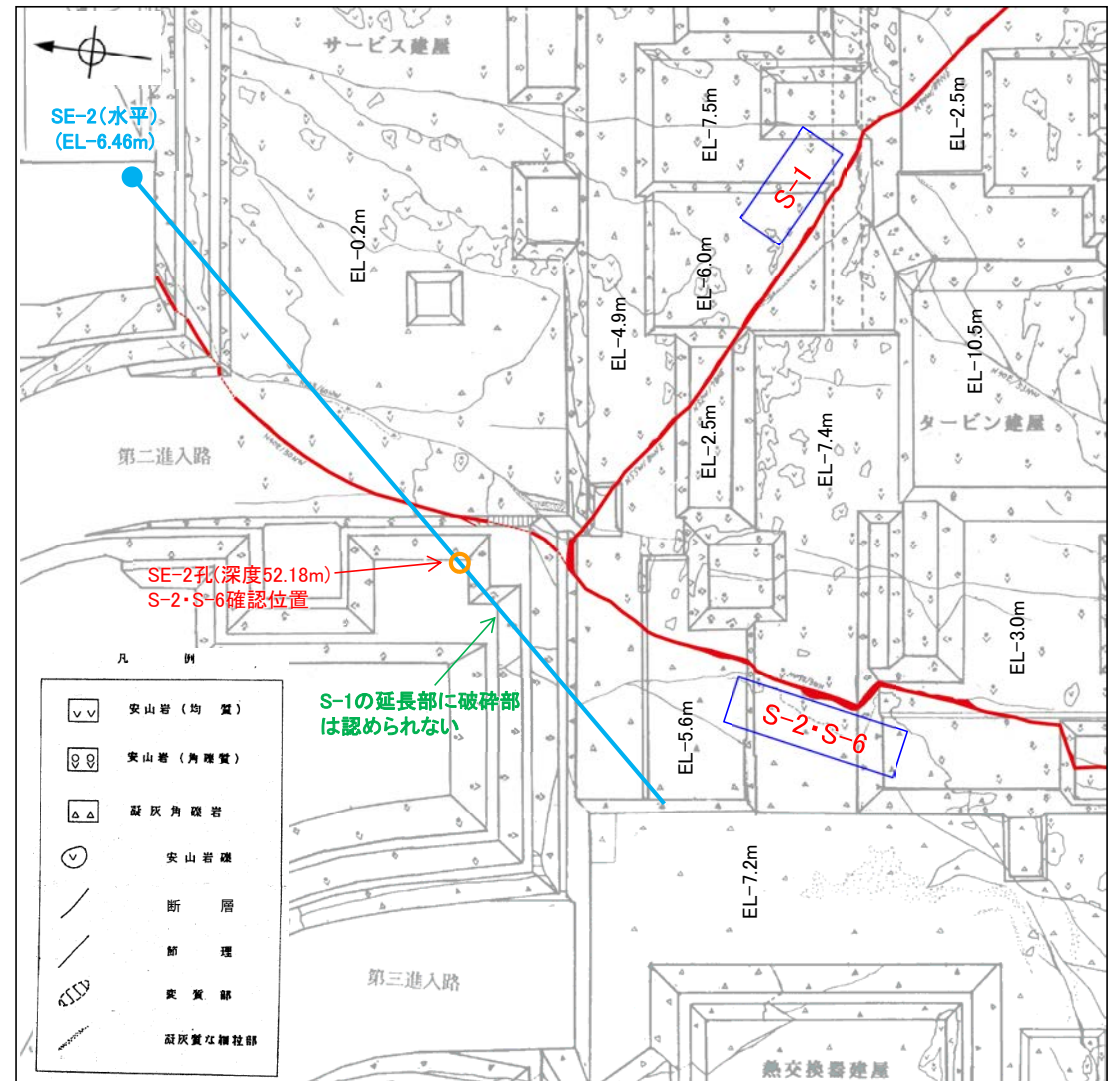 サービス建屋
SE-2(水平)
(EL-6.46m)
EL-7.5m
EL-2.5m
S-1
EL-0.2m
EL-6.0m
EL-4.9m
EL-10.5m
タービン建屋
EL-2.5m
EL-7.4m
第二進入路
SE-2孔(深度52.18m)
S-2・S-6確認位置
EL-3.0m
S-1の延長部に破砕部
は認められない
S-2・S-6
EL-5.6m
EL-7.2m
第三進入路
熱交換器建屋
凡 例
安山岩(均 質)
安山岩(角礫質)
凝灰角礫岩
安山岩礫
断 層
節 理
変 質 部
凝灰質な細粒部